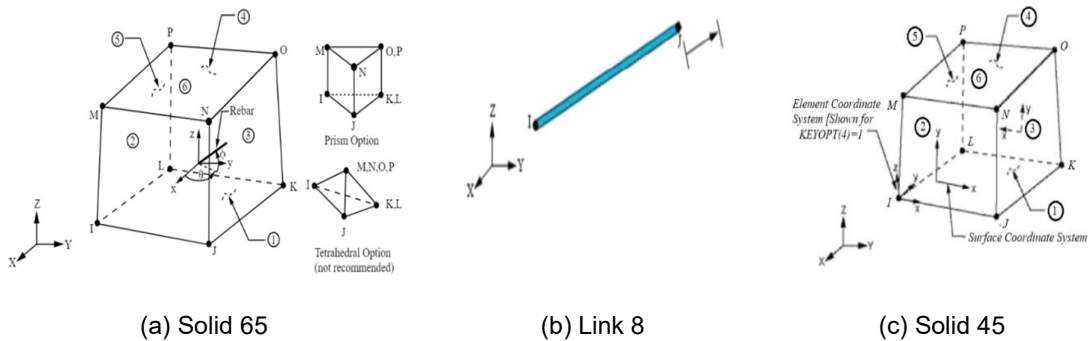 ④
P
⑤
O
⑥
M
N
Rebar
②
③
z
y
L
θ
x
K
①
I
J
Z
Y
X
M
O,P
N
I
K,L
J
Prism Option
M,N,O,P
I
K,L
J
Tetrahedral Option
(not recommended)
J
I
Z
Y
X
④
P
⑤
O
⑥
Element Coordinate
System [Shown for
KEYOPT(4)=1
M
N
②
y
③
y
x
L
K
z
y
x
x
I
①
J
Surface Coordinate System
Z
Y
X
(a) Solid 65
(b) Link 8
(c) Solid 45